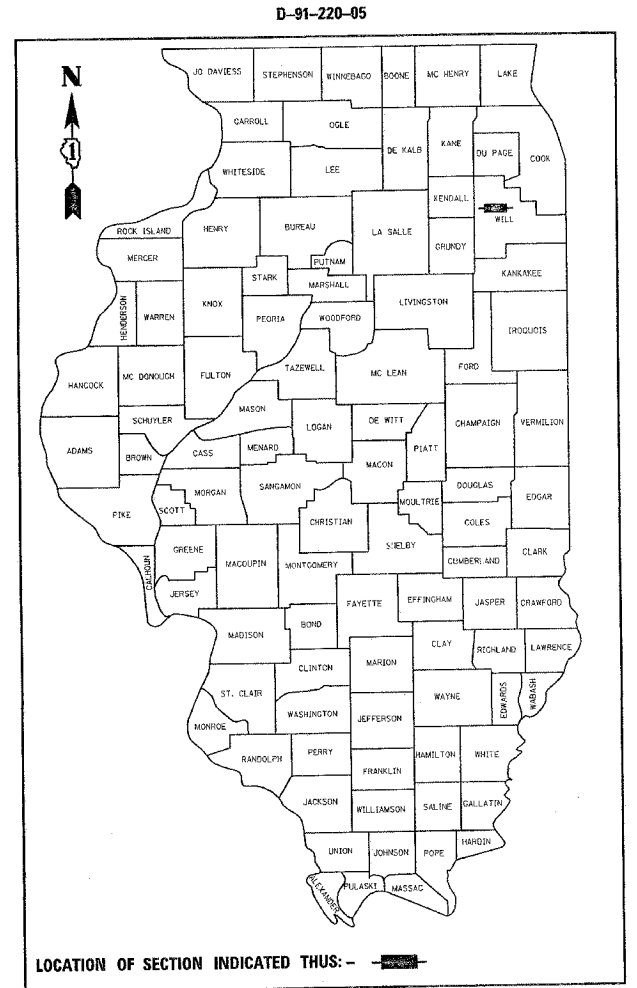 D-91-220-05
N
1
JO DAVIESS STEPHENSON WINNEBAGO BOONE MC HENRY LAKE
CARROLL OGLE DE KALB KANE DU PAGE COOK
WHITESIDE LEE KENDALL
WILL
ROCK ISLAND HENRY BUREAU LA SALLE GRUNDY
MERCER PUTNAM KANKAKEE
STARK MARSHALL
HENDERSON WARREN KNOX PEORIA WOODFORD LIVINGSTON IROQUOIS
HANCOCK MC DONOUGH FULTON TAZEWELL MC LEAN FORD
SCHUYLER MASON LOGAN DE WITT CHAMPAIGN VERMILION
ADAMS BROWN CASS MENARD MACON PIATT
PIKE SCOTT MORGAN SANGAMON MOULTRIE DOUGLAS EDGAR
CHRISTIAN COLES
CALHOUN GREENE MACOUPIN MONTGOMERY SHELBY CUMBERLAND CLARK
JERSEY FAYETTE EFFINGHAM JASPER CRAWFORD
MADISON BOND CLAY RICHLAND LAWRENCE
CLINTON MARION
ST. CLAIR WAYNE EDWARDS WABASH
MONROE WASHINGTON JEFFERSON
RANDOLPH PERRY HAMILTON WHITE
FRANKLIN
JACKSON WILLIAMSON SALINE GALLATIN
UNION JOHNSON POPE HARDIN
ALEXANDER PULASKI MASSAC
LOCATION OF SECTION INDICATED THUS: -